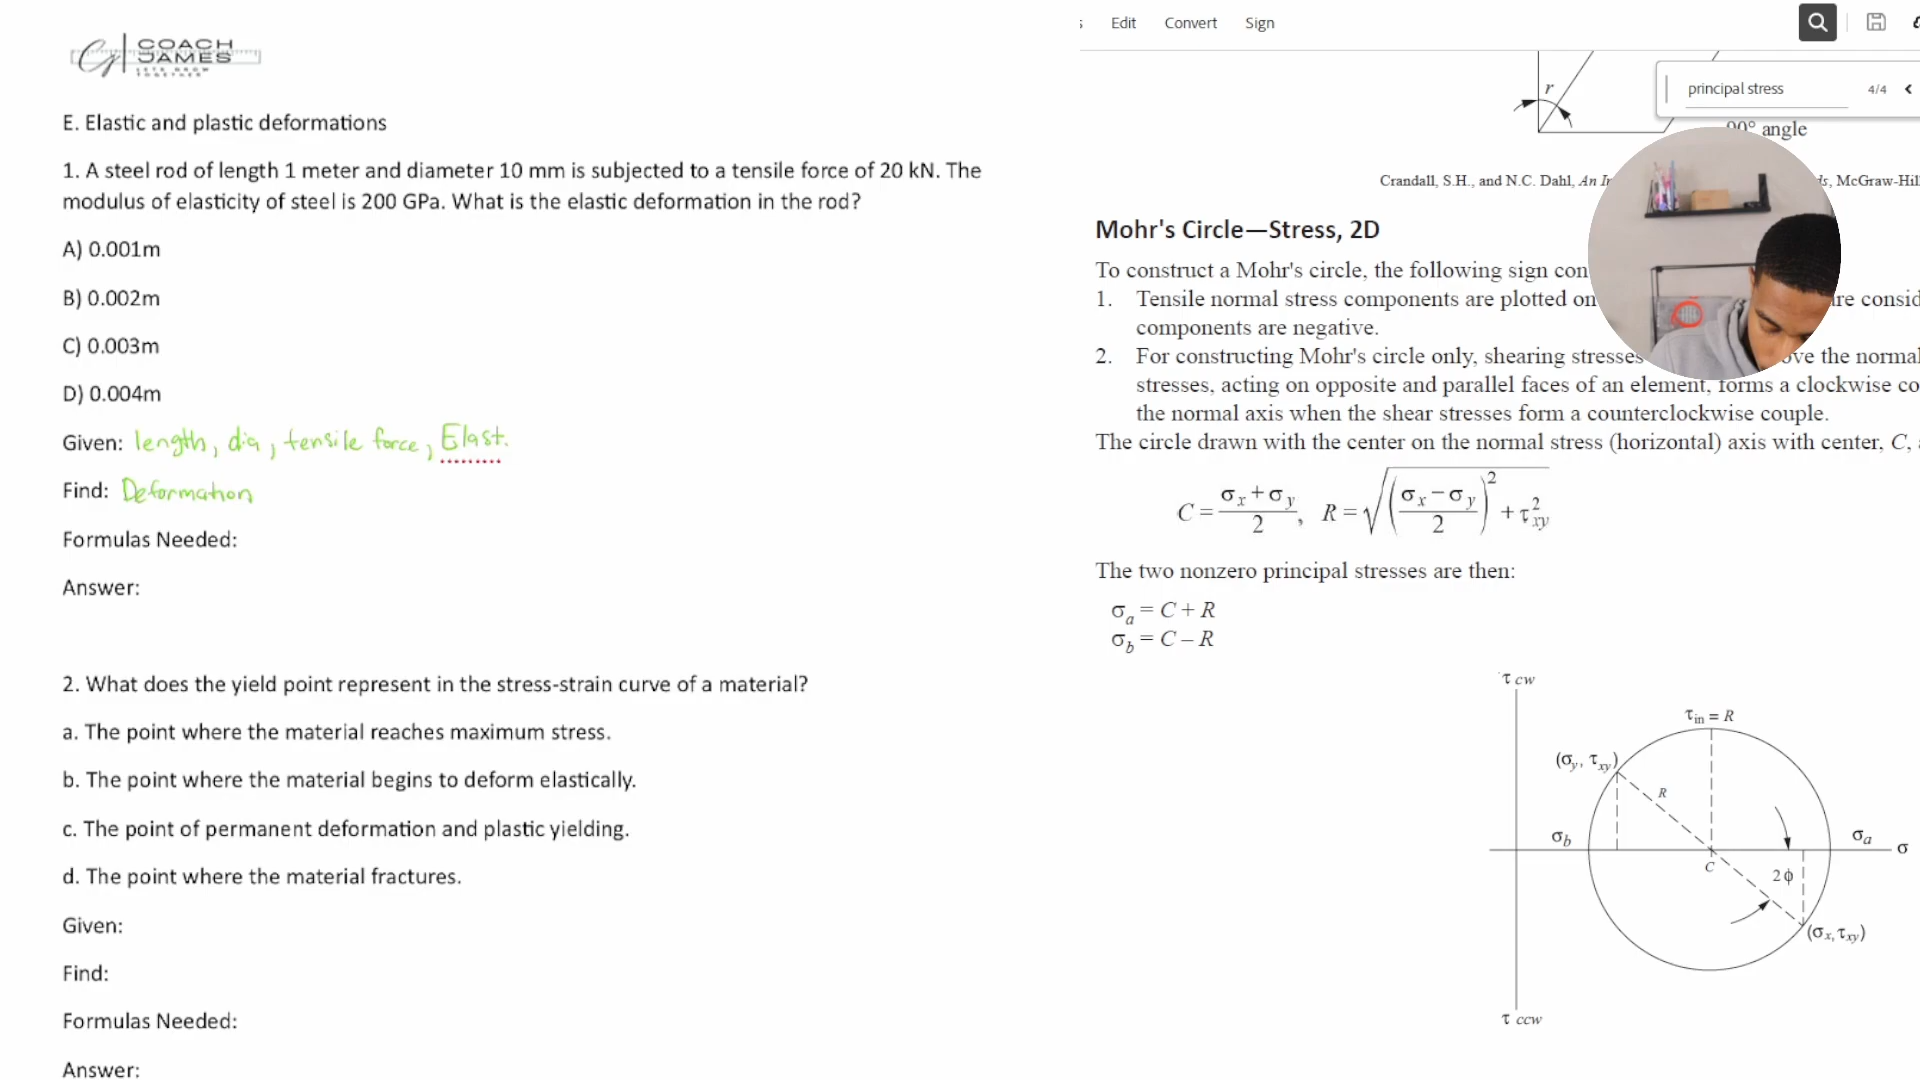 COACH
JAMES
E. Elastic and plastic deformations
1. A steel rod of length 1 meter and diameter 10 mm is subjected to a tensile force of 20 kN. The
modulus of elasticity of steel is 200 GPa. What is the elastic deformation in the rod?
A) 0.001m
B) 0.002m
C) 0.003m
D) 0.004m
Given: length, dia, tensile force, Elast.
Find: Deformation
Formulas Needed:
Answer:
2. What does the yield point represent in the stress-strain curve of a material?
a. The point where the material reaches maximum stress.
b. The point where the material begins to deform elastically.
c. The point of permanent deformation and plastic yielding.
d. The point where the material fractures.
Given:
Find:
Formulas Needed:
Answer:
Edit Convert Sign
principal stress 4/4
r
90° angle
Crandall, S.H., and N.C. Dahl, An McGraw-Hill
Mohr's Circle—Stress, 2D
To construct a Mohr's circle, the following sign
1. Tensile normal stress components are plotted on
components are negative.
2. For constructing Mohr's circle only, shearing stresses the normal
stresses, acting on opposite and parallel faces of an element, forms a clockwise
the normal axis when the shear stresses form a counterclockwise couple.
The circle drawn with the center on the normal stress (horizontal) axis with center, C,
C = (σx + σy)/2, R = √(((σx − σy)/2)² + τxy²)
The two nonzero principal stresses are then:
σa = C + R
σb = C – R
τ cw
τin = R
(σy, τxy)
R
σb
σa
σ
C
2ϕ
(σx, τxy)
τ ccw